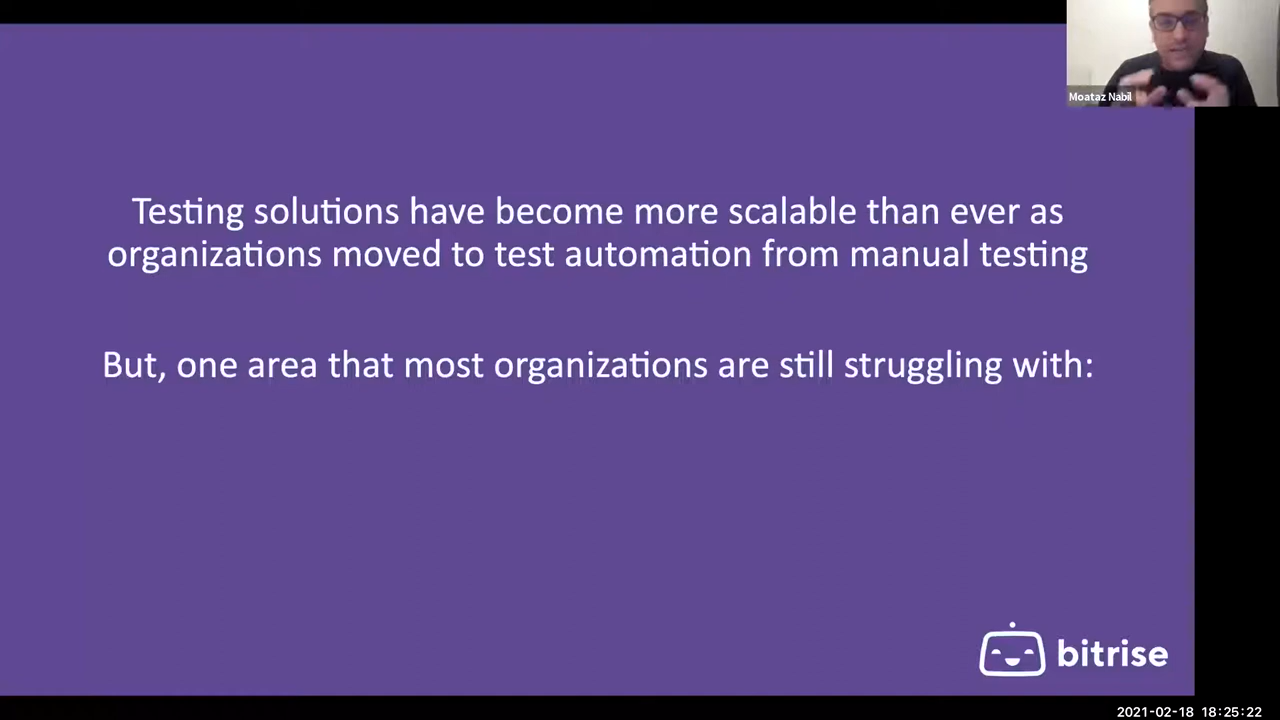 Moataz Nabil
Testing solutions have become more scalable than ever as
organizations moved to test automation from manual testing
But, one area that most organizations are still struggling with:
bitrise
2021-02-18 18:25:22